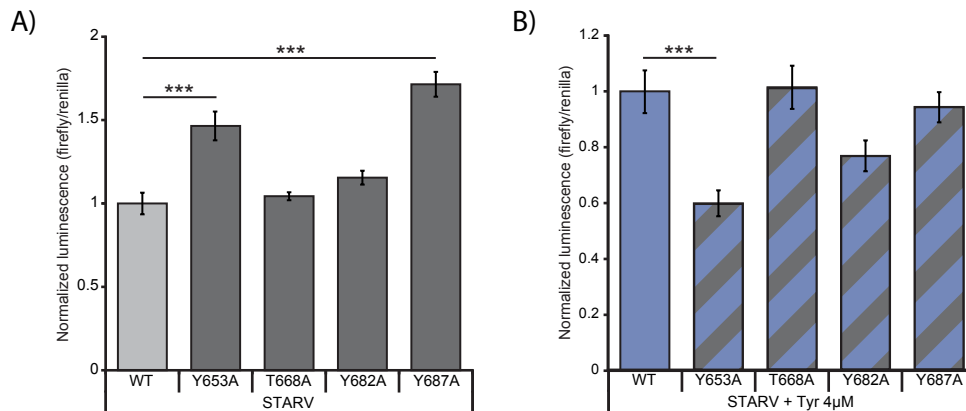 A)
Normalized luminescence (firefly/renilla)
2
1.5
1
0.5
0
***
***
WT Y653A T668A Y682A Y687A
STARV
B)
Normalized luminescence (firefly/renilla)
1.2
1
0.8
0.6
0.4
0.2
0
***
WT Y653A T668A Y682A Y687A
STARV + Tyr 4µM